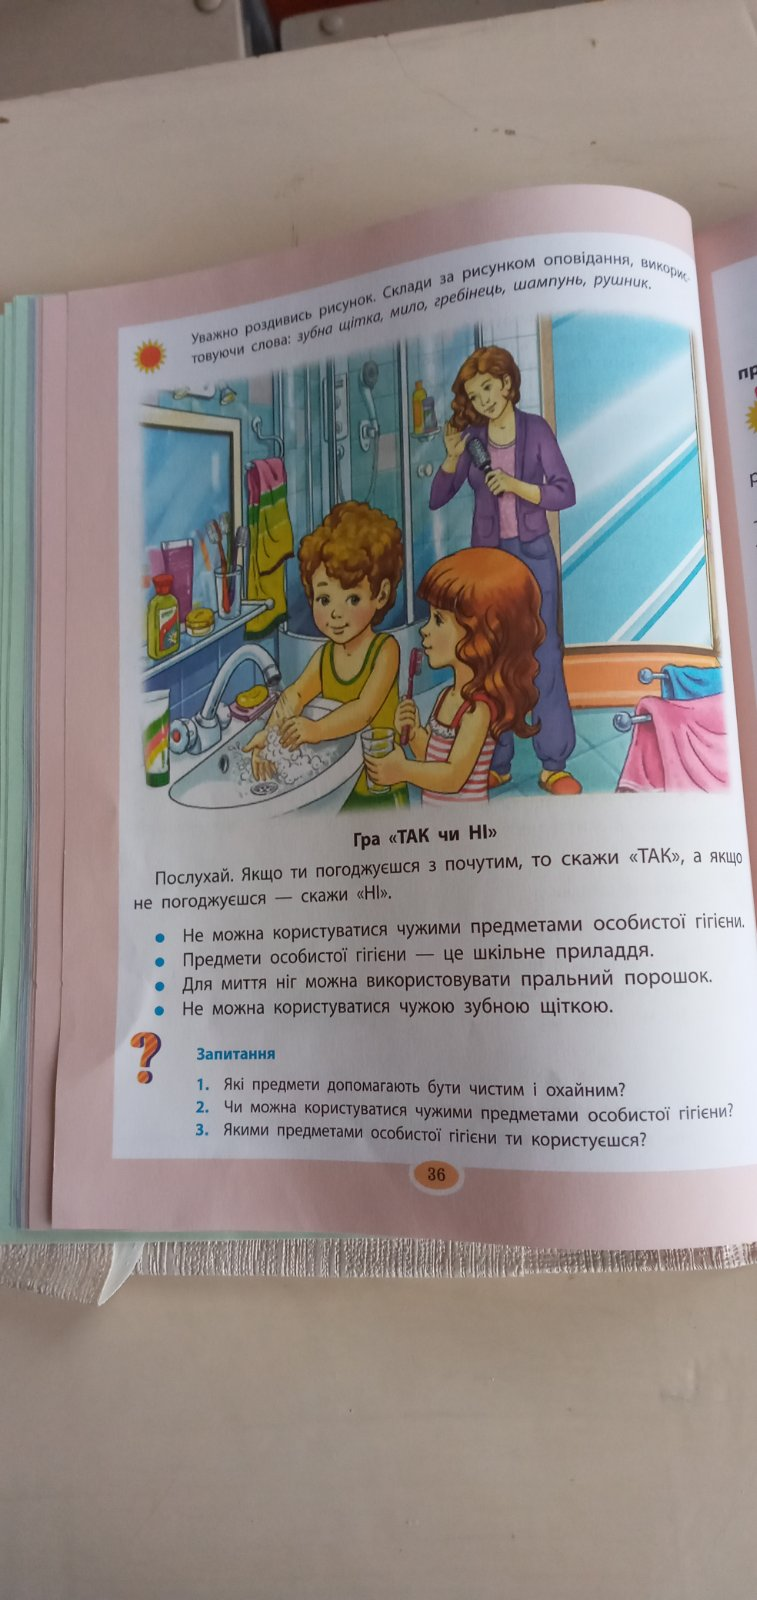 Уважно роздивись рисунок. Склади за рисунком оповідання, викорис-
товуючи слова: зубна щітка, мило, гребінець, шампунь, рушник.
Гра «ТАК чи НІ»
Послухай. Якщо ти погоджуєшся з почутим, то скажи «ТАК», а якщо
не погоджуєшся — скажи «НІ».
• Не можна користуватися чужими предметами особистої гігієни.
• Предмети особистої гігієни — це шкільне приладдя.
• Для миття ніг можна використовувати пральний порошок.
• Не можна користуватися чужою зубною щіткою.
?
Запитання
1. Які предмети допомагають бути чистим і охайним?
2. Чи можна користуватися чужими предметами особистої гігієни?
3. Якими предметами особистої гігієни ти користуєшся?
36